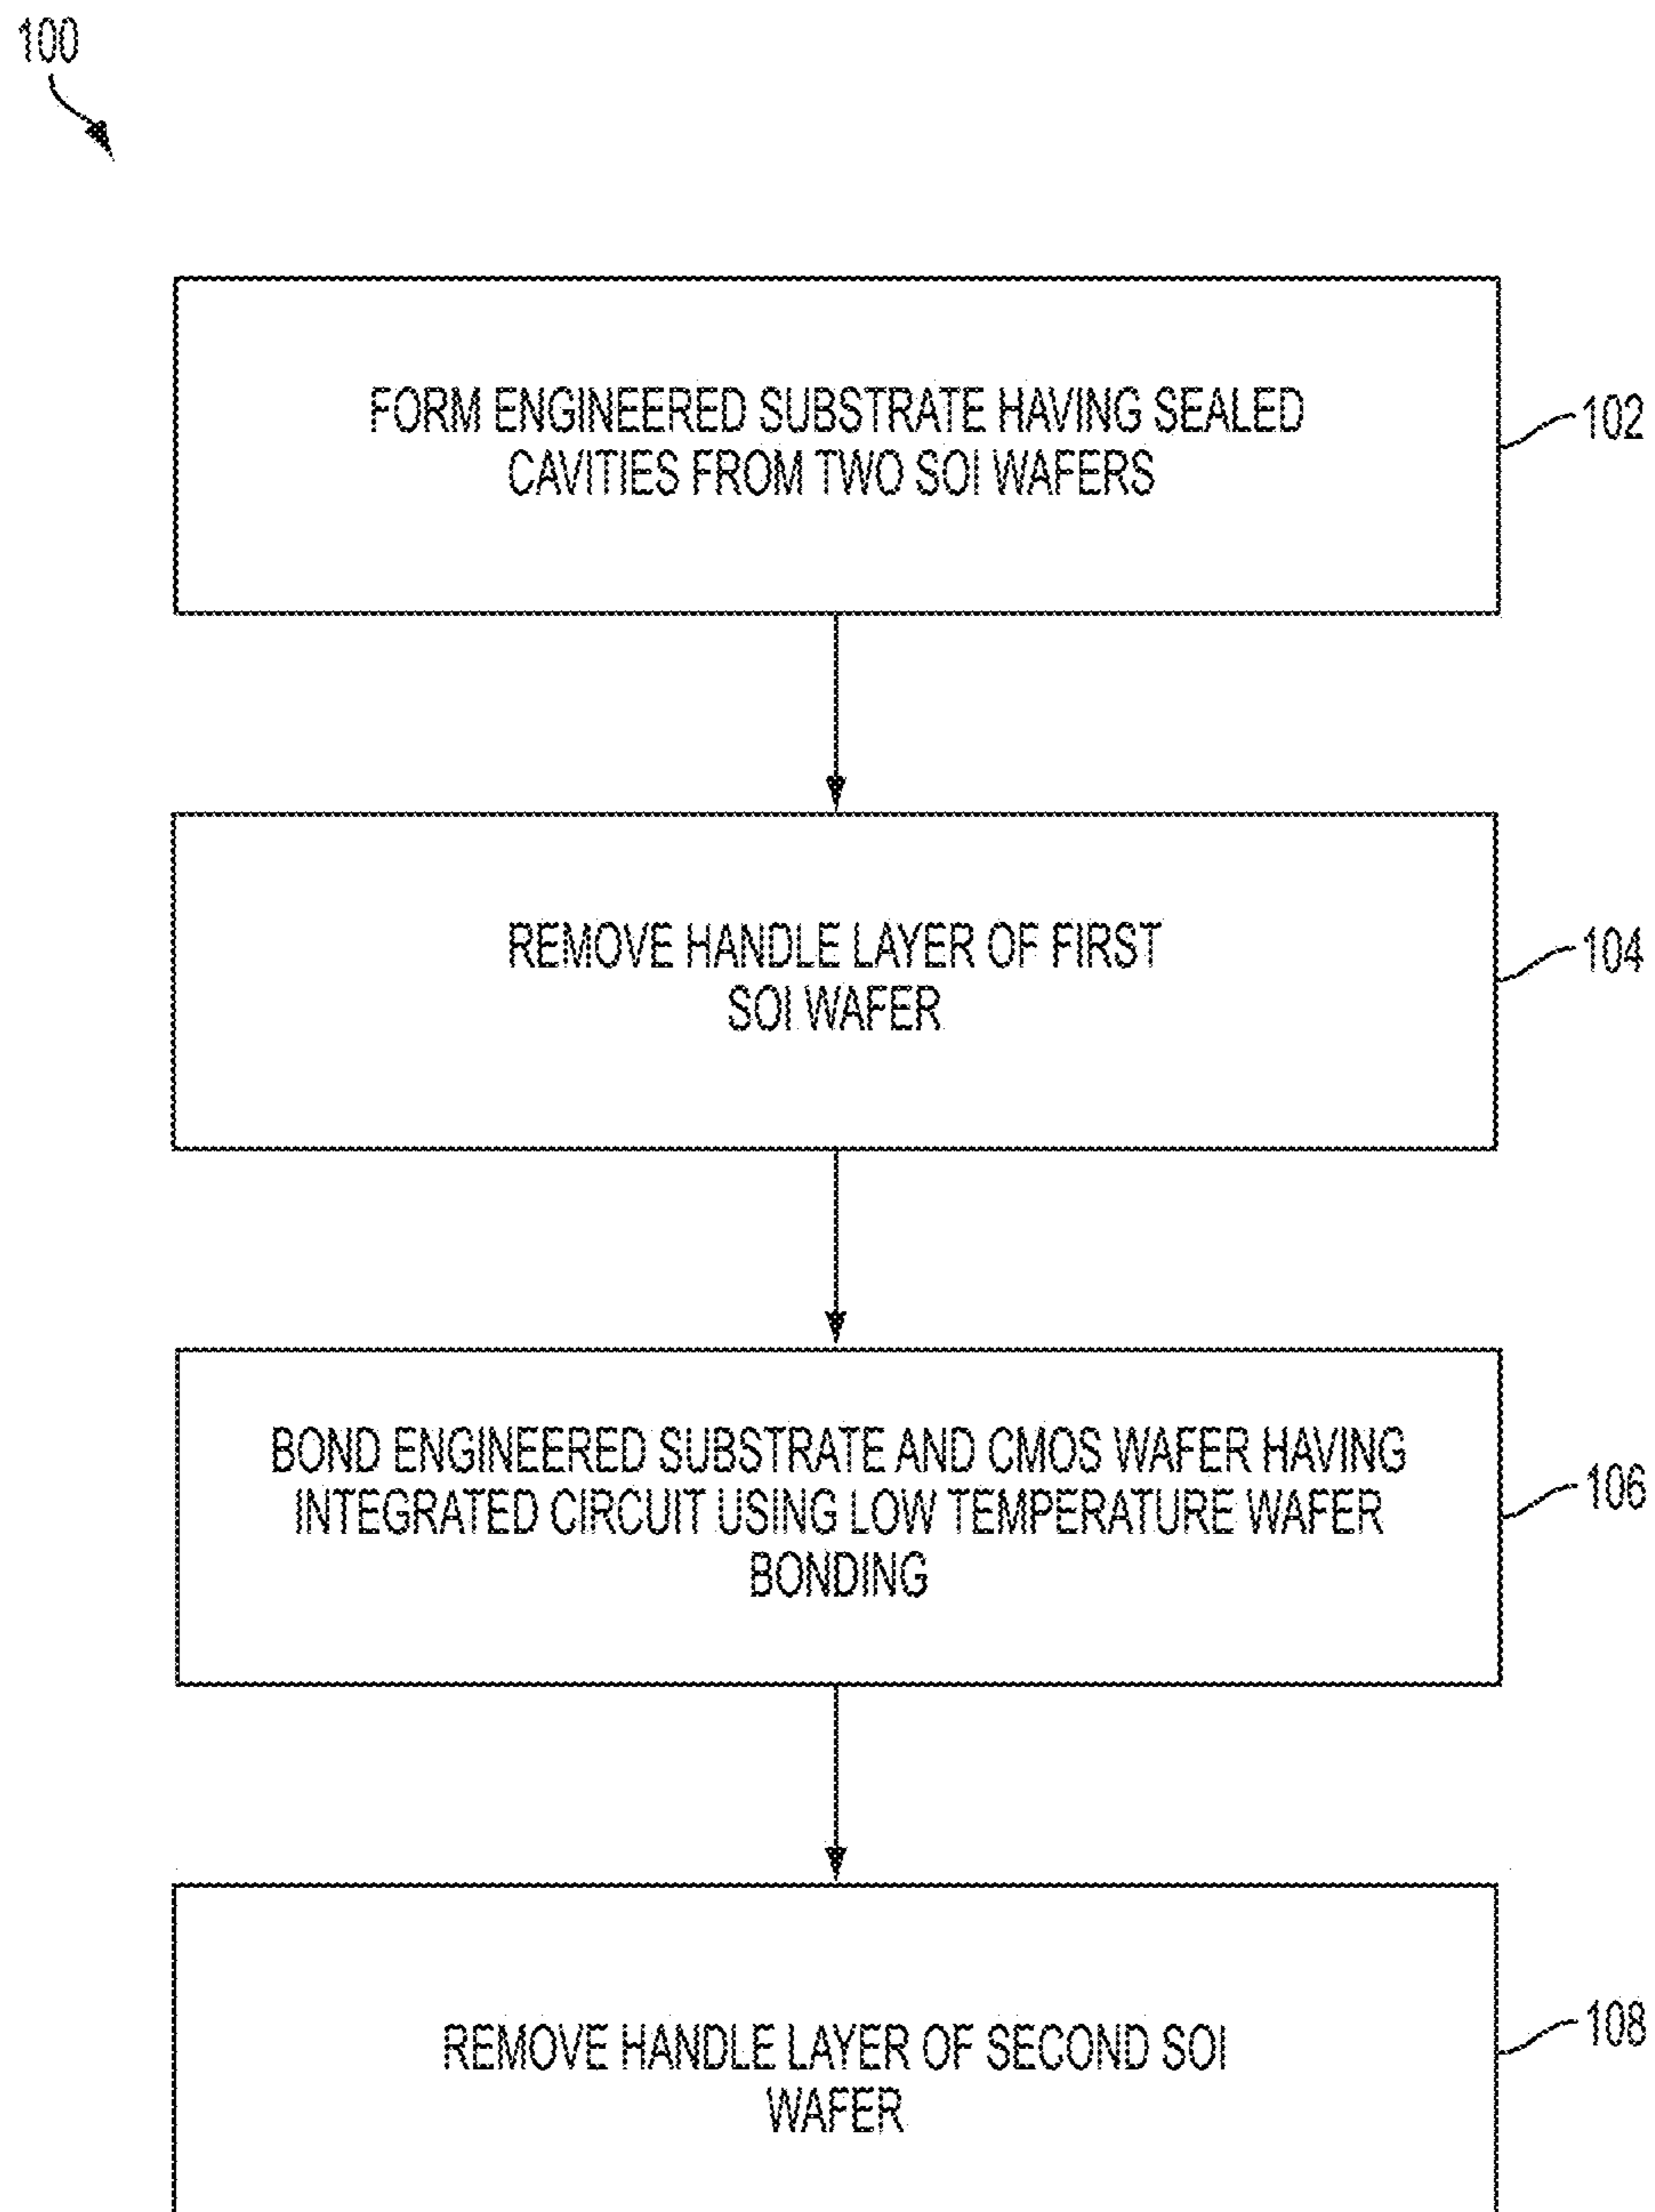 100
FORM ENGINEERED SUBSTRATE HAVING SEALED
CAVITIES FROM TWO SOI WAFERS
102
REMOVE HANDLE LAYER OF FIRST
SOI WAFER
104
BOND ENGINEERED SUBSTRATE AND CMOS WAFER HAVING
INTEGRATED CIRCUIT USING LOW TEMPERATURE WAFER
BONDING
106
REMOVE HANDLE LAYER OF SECOND SOI
WAFER
108